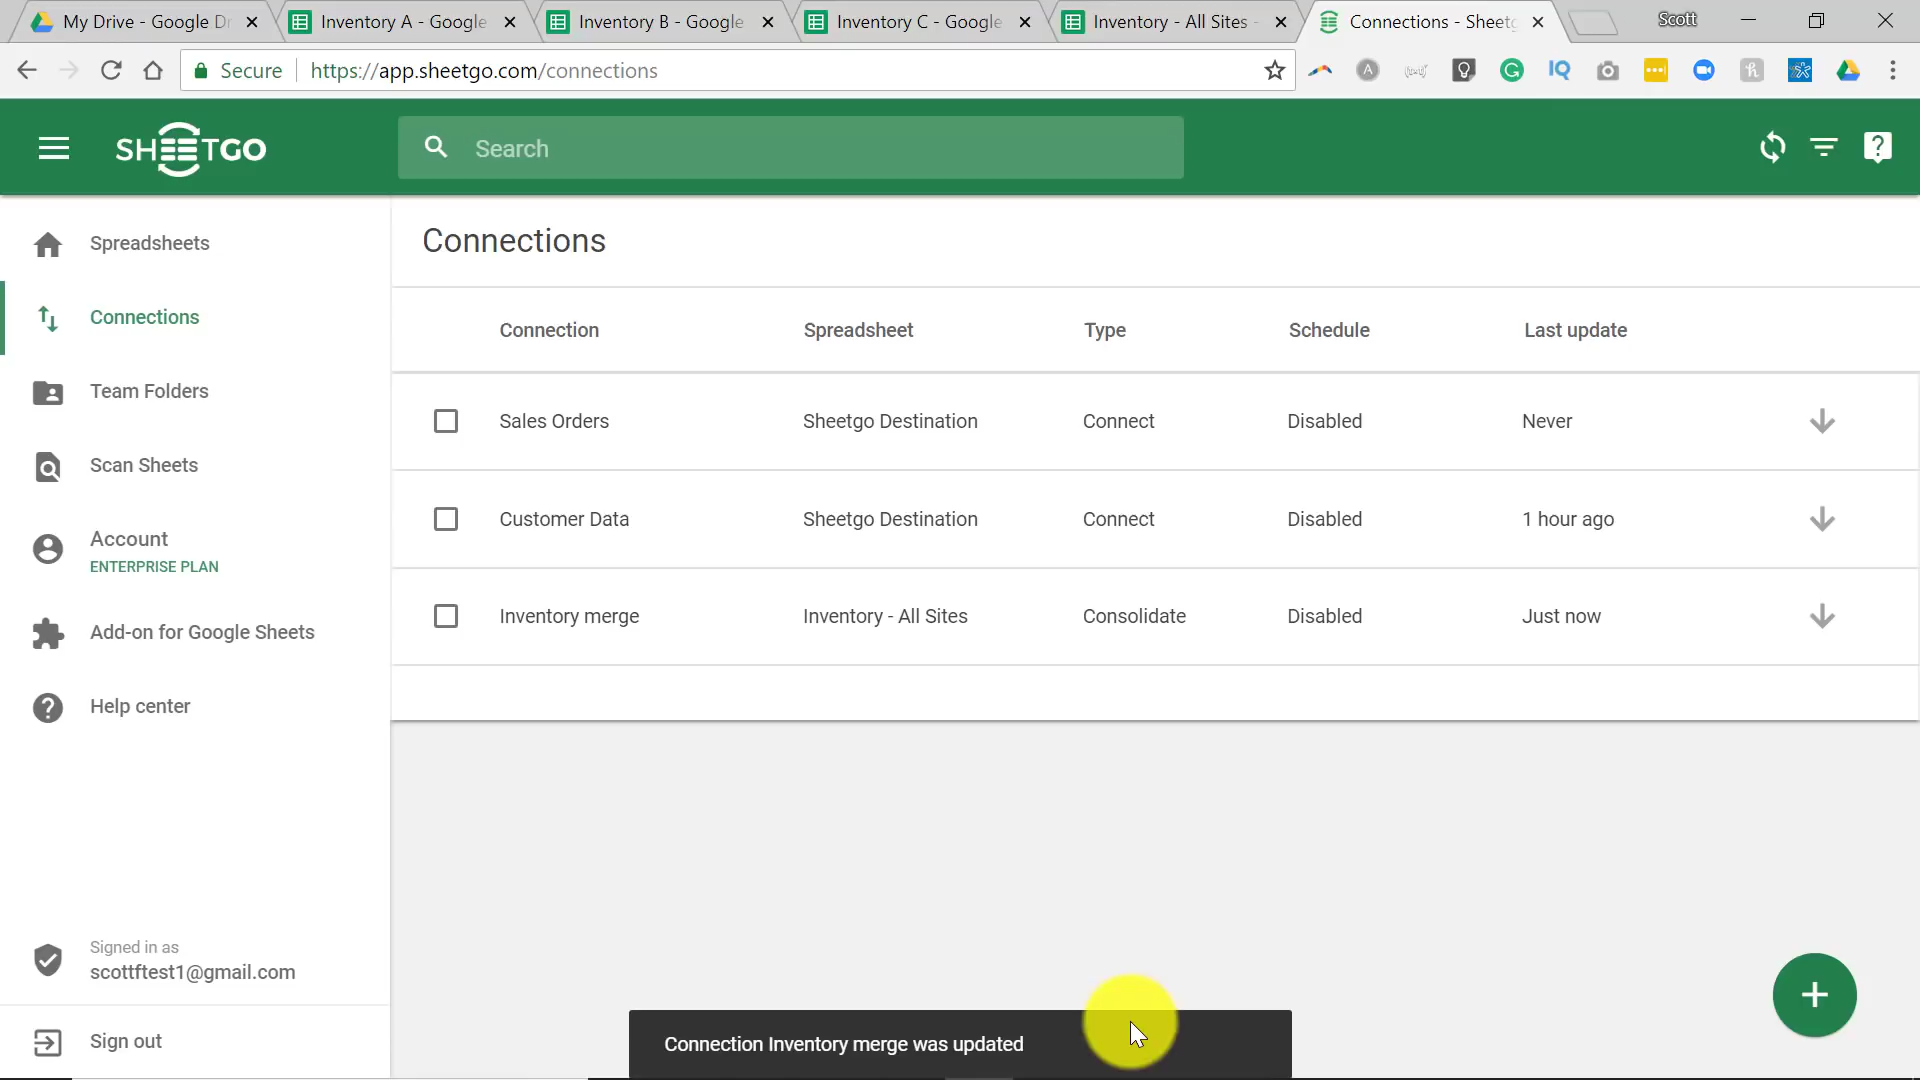 My Drive - Google Dr
Inventory A - Google
Inventory B - Google
Inventory C - Google
Inventory - All Sites -
Connections - Sheetg
Scott
Secure
https://app.sheetgo.com/connections
SHEETGO
Search
Spreadsheets
Connections
Team Folders
Scan Sheets
Account
ENTERPRISE PLAN
Add-on for Google Sheets
Help center
Signed in as
scottftest1@gmail.com
Sign out
Connections
Connection Spreadsheet Type Schedule Last update
Sales Orders Sheetgo Destination Connect Disabled Never
Customer Data Sheetgo Destination Connect Disabled 1 hour ago
Inventory merge Inventory - All Sites Consolidate Disabled Just now
Connection Inventory merge was updated